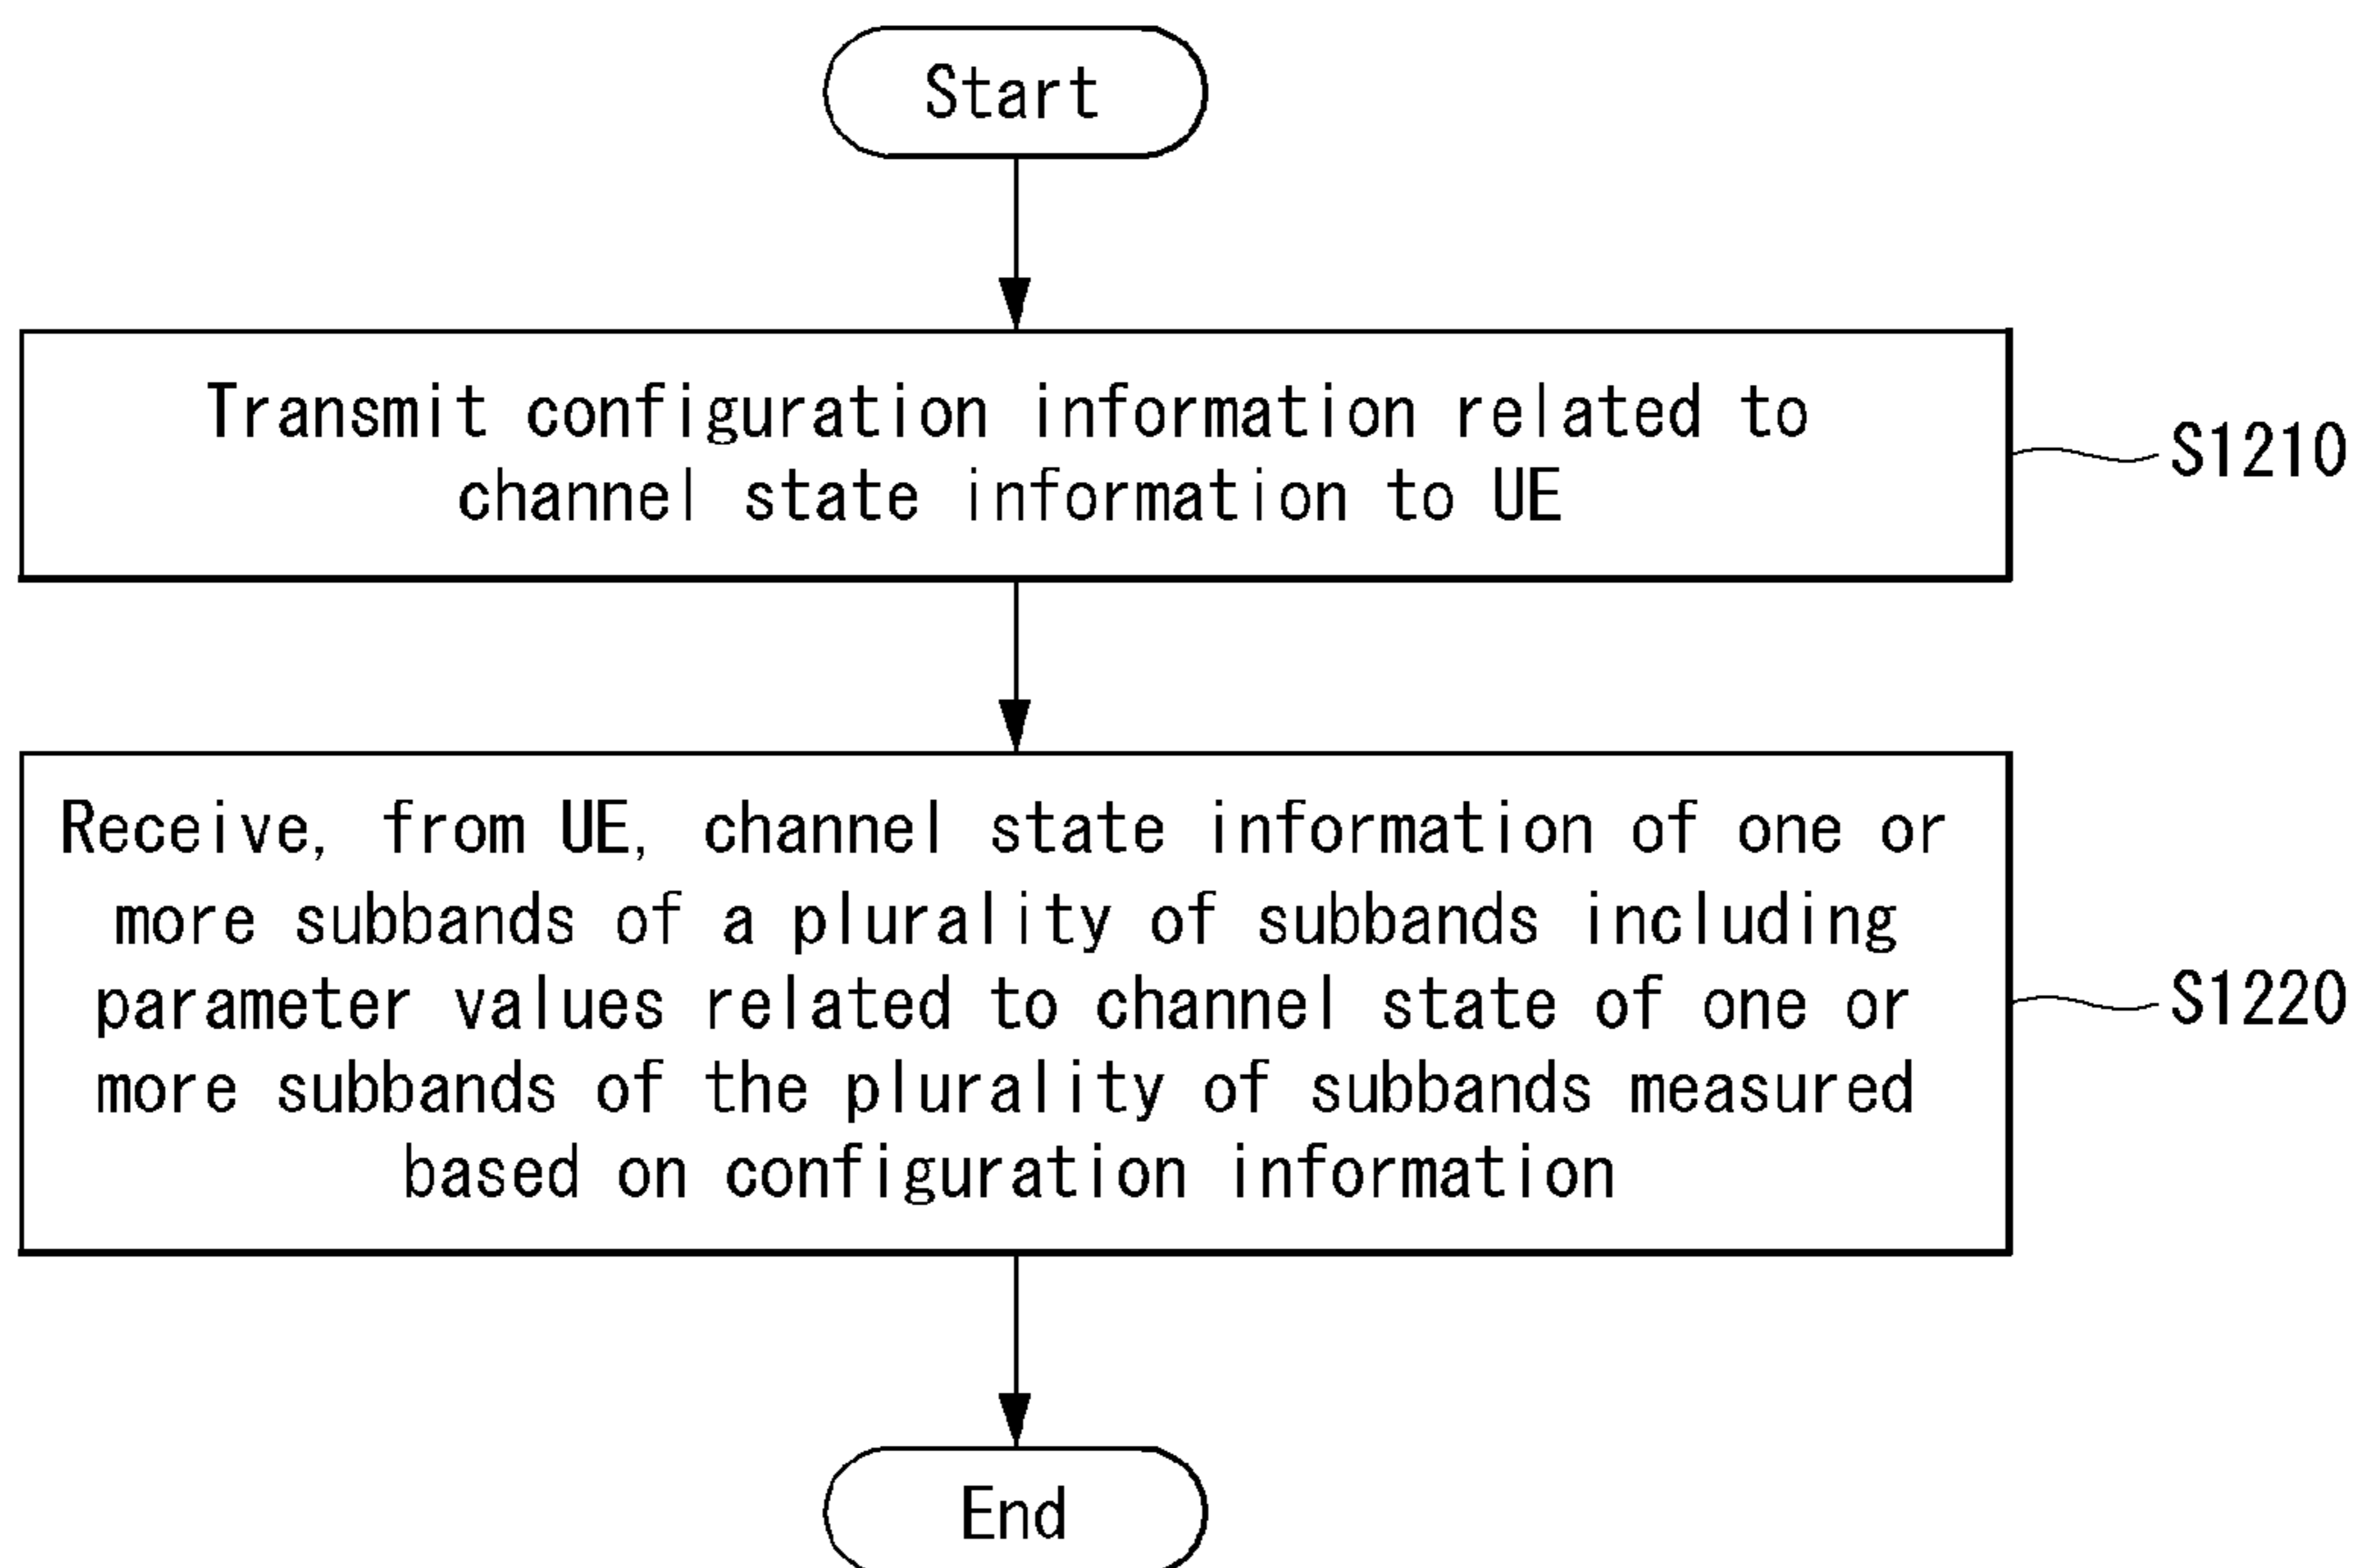 Start
Transmit configuration information related to
channel state information to UE
S1210
Receive, from UE, channel state information of one or
more subbands of a plurality of subbands including
parameter values related to channel state of one or
more subbands of the plurality of subbands measured
based on configuration information
S1220
End